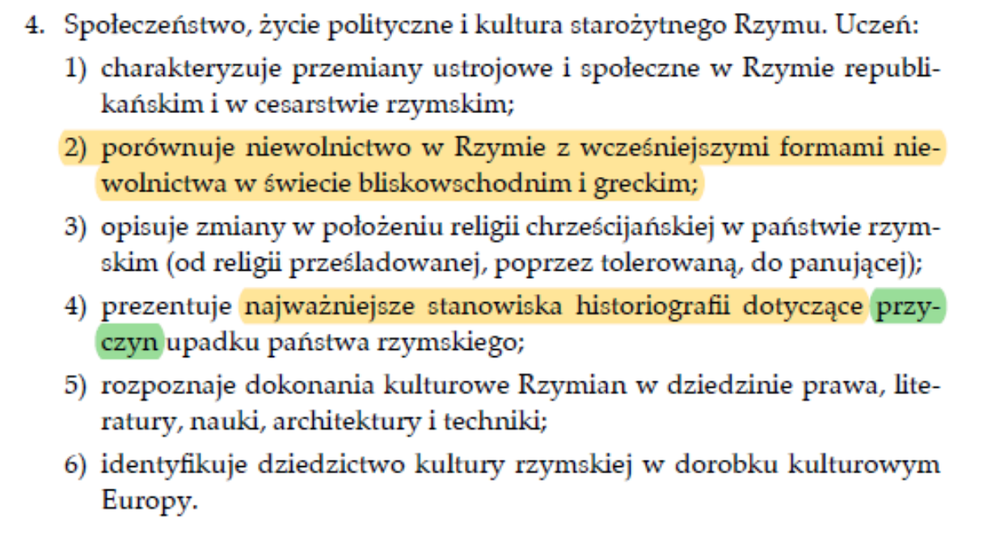 4. Społeczeństwo, życie polityczne i kultura starożytnego Rzymu. Uczeń:
1) charakteryzuje przemiany ustrojowe i społeczne w Rzymie republi-
kańskim i w cesarstwie rzymskim;
2) porównuje niewolnictwo w Rzymie z wcześniejszymi formami nie-
wolnictwa w świecie bliskowschodnim i greckim;
3) opisuje zmiany w położeniu religii chrześcijańskiej w państwie rzym-
skim (od religii prześladowanej, poprzez tolerowaną, do panującej);
4) prezentuje najważniejsze stanowiska historiografii dotyczące przy-
czyn upadku państwa rzymskiego;
5) rozpoznaje dokonania kulturowe Rzymian w dziedzinie prawa, lite-
ratury, nauki, architektury i techniki;
6) identyfikuje dziedzictwo kultury rzymskiej w dorobku kulturowym
Europy.